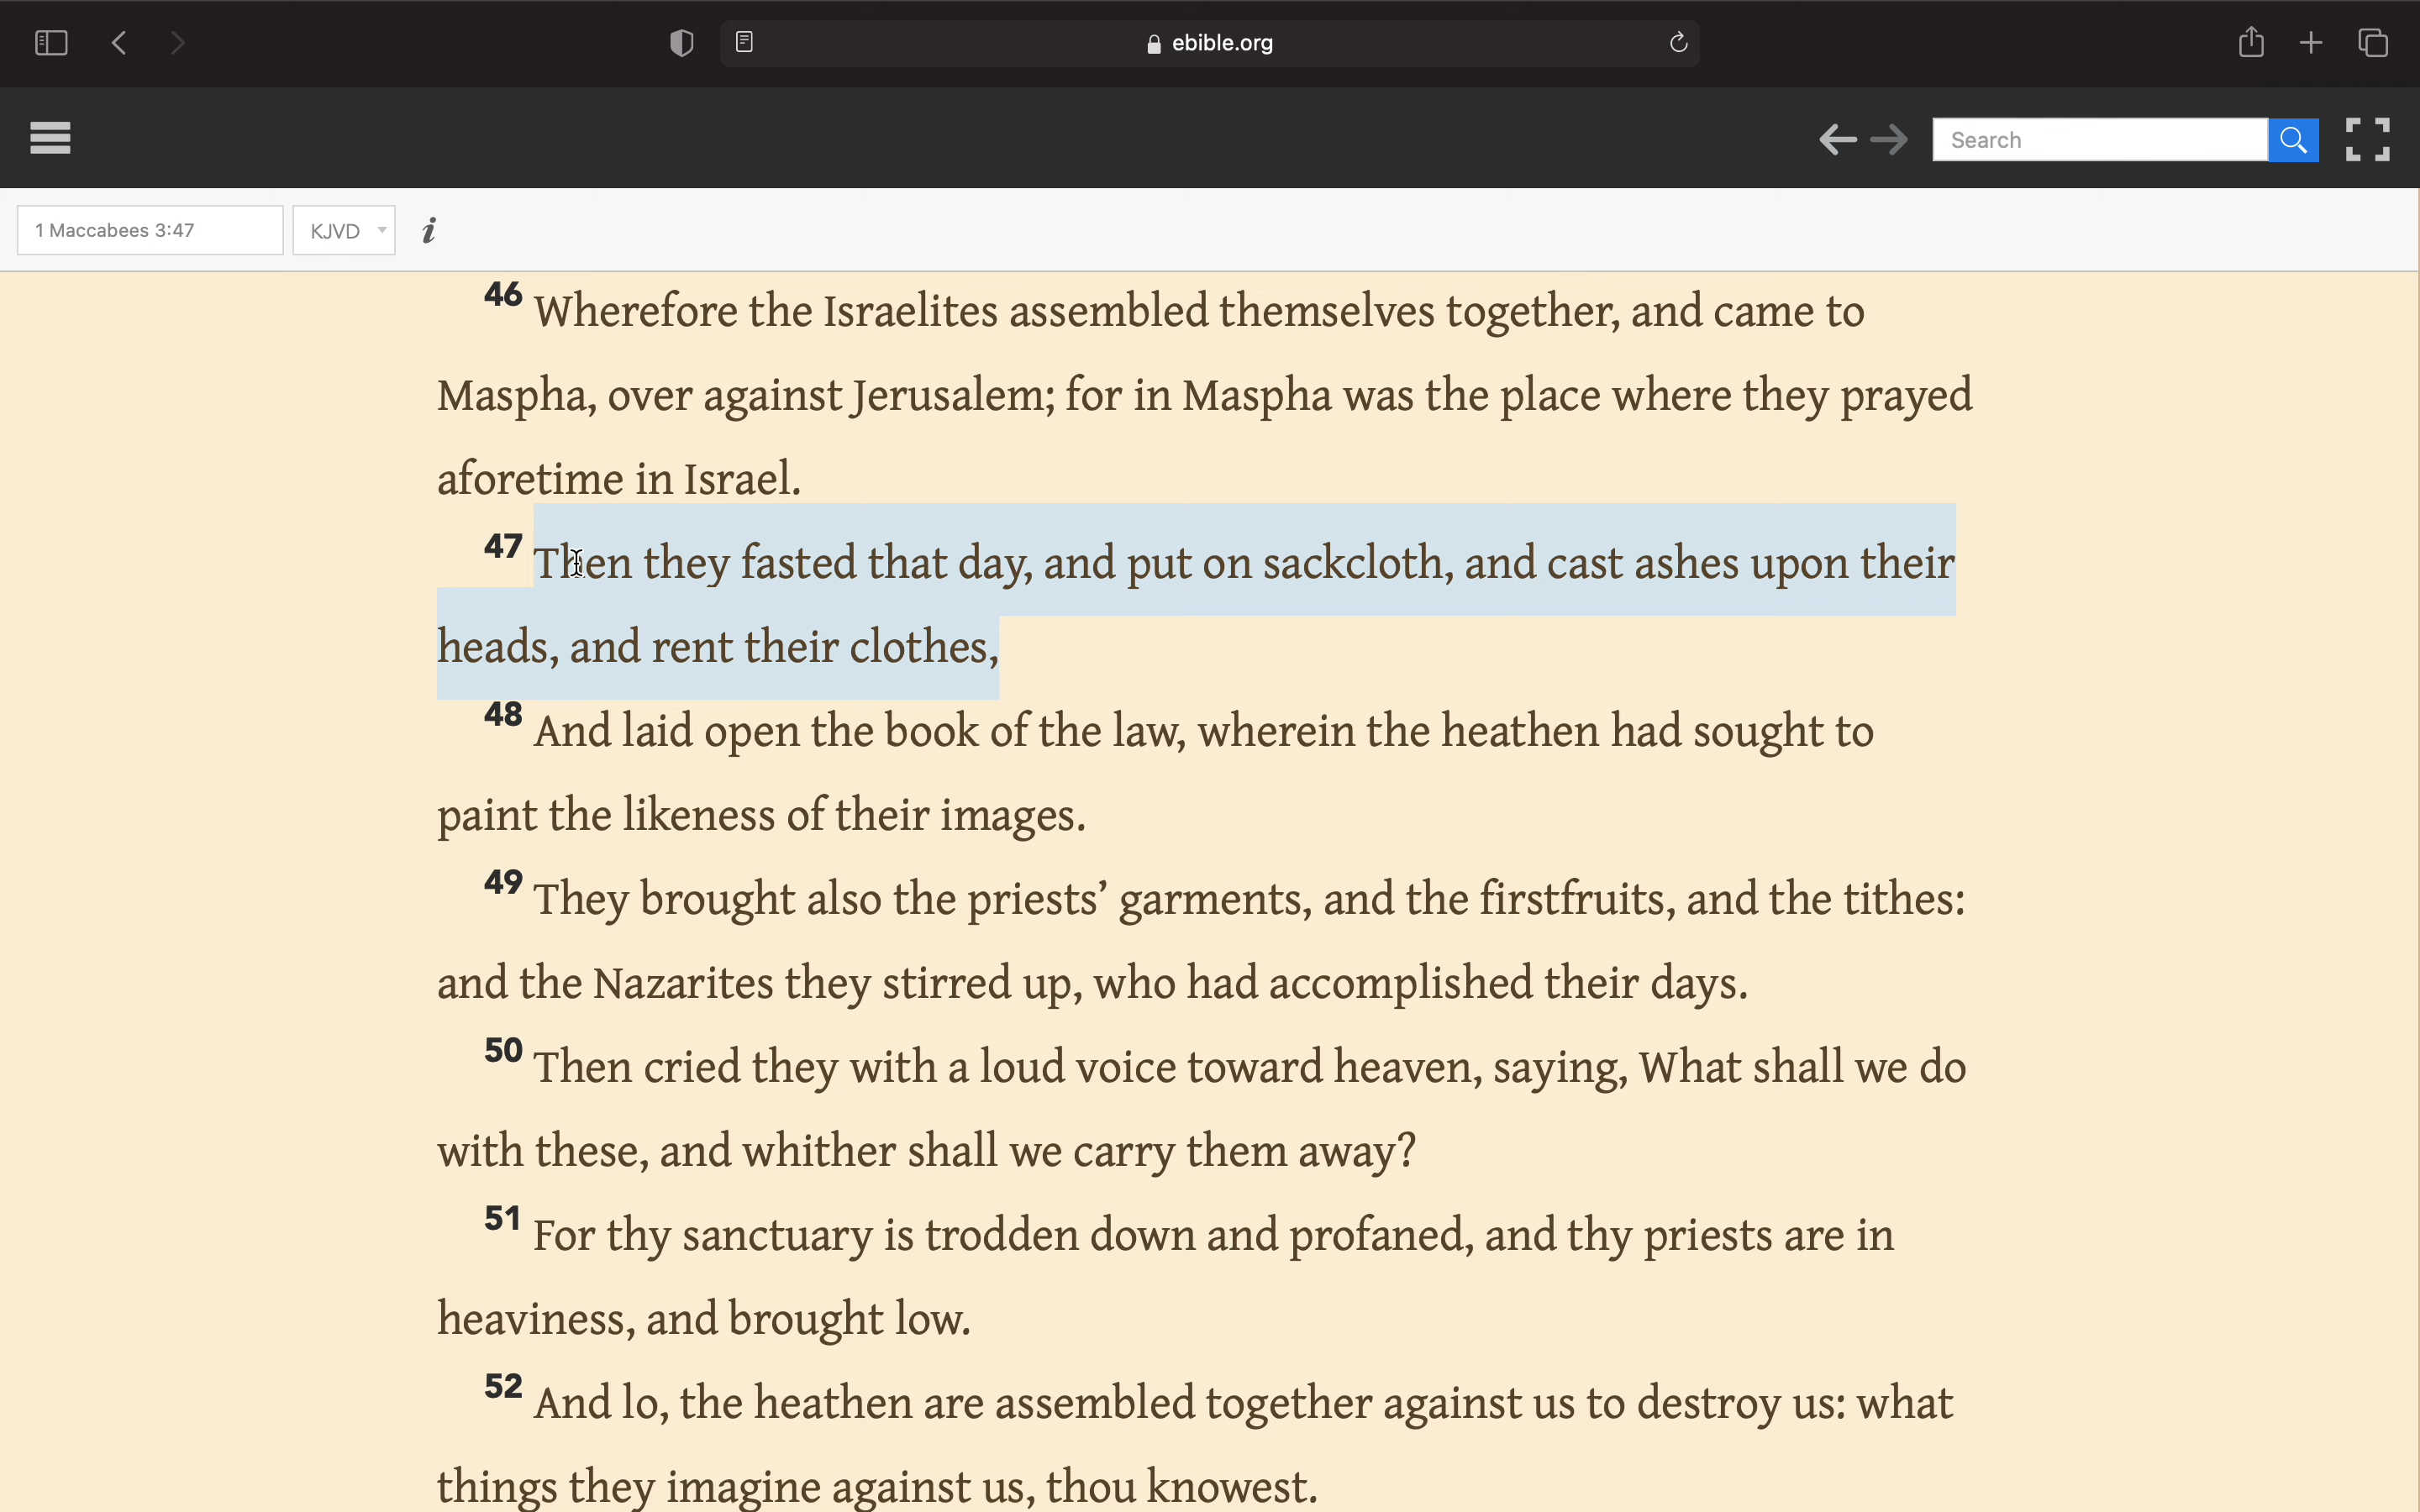 ebible.org
Search
1 Maccabees 3:47 KJVD i
46 Wherefore the Israelites assembled themselves together, and came to
Maspha, over against Jerusalem; for in Maspha was the place where they prayed
aforetime in Israel.
47 Then they fasted that day, and put on sackcloth, and cast ashes upon their
heads, and rent their clothes,
48 And laid open the book of the law, wherein the heathen had sought to
paint the likeness of their images.
49 They brought also the priests’ garments, and the firstfruits, and the tithes:
and the Nazarites they stirred up, who had accomplished their days.
50 Then cried they with a loud voice toward heaven, saying, What shall we do
with these, and whither shall we carry them away?
51 For thy sanctuary is trodden down and profaned, and thy priests are in
heaviness, and brought low.
52 And lo, the heathen are assembled together against us to destroy us: what
things they imagine against us, thou knowest.